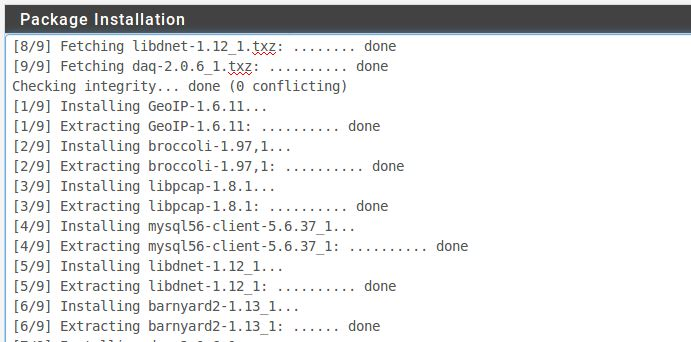 Package Installation
[8/9] Fetching libdnet-1.12_1.txz: ........ done
[9/9] Fetching daq-2.0.6_1.txz: .......... done
Checking integrity... done (0 conflicting)
[1/9] Installing GeoIP-1.6.11...
[1/9] Extracting GeoIP-1.6.11: .......... done
[2/9] Installing broccoli-1.97,1...
[2/9] Extracting broccoli-1.97,1: .......... done
[3/9] Installing libpcap-1.8.1...
[3/9] Extracting libpcap-1.8.1: .......... done
[4/9] Installing mysql56-client-5.6.37_1...
[4/9] Extracting mysql56-client-5.6.37_1: .......... done
[5/9] Installing libdnet-1.12_1...
[5/9] Extracting libdnet-1.12_1: .......... done
[6/9] Installing barnyard2-1.13_1...
[6/9] Extracting barnyard2-1.13_1: ...... done